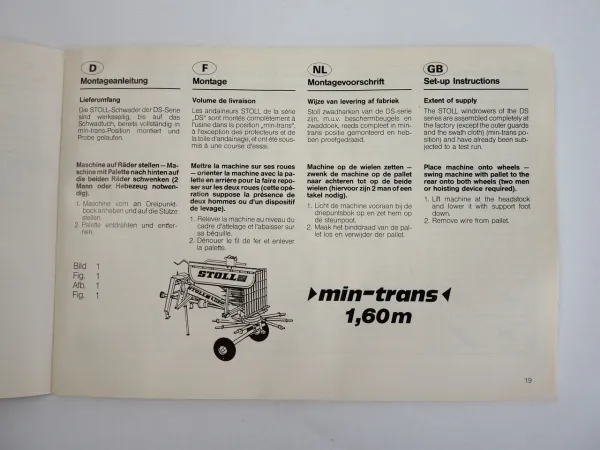 D
Montageanleitung
Lieferumfang
Die STOLL-Schwader der DS-Serie
sind werkseitig, bis auf das
Schwadtuch, bereits vollständig in
min-trans-Position montiert und
Probe gelaufen.
Maschine auf Räder stellen – Ma-
schine mit Palette nach hinten auf
die beiden Räder schwenken (2
Mann oder Hebezeug notwen-
dig).
1. Maschine vorn an Dreipunkt-
bock anheben und auf die Stütze
stellen.
2. Palette entdrahten und entfer-
nen.
F
Montage
Volume de livraison
Les andaineurs STOLL de la série
„DS" sont montés complètement à
l'usine dans la position „min-trans",
à l'exception des protecteurs et de
la toile d'andainage, et ont été sou-
mis à une course d'essai.
Mettre la machine sur ses roues
– orienter la machine avec la pa-
lette en arrière pour la faire repo-
ser sur les deux roues (cette opé-
ration suppose la présence de
deux hommes ou d'un dispositif
de levage).
1. Relever la machine au niveau du
cadre d'attelage et l'abaisser sur
sa béquille.
2. Dénouer le fil de fer et enlever
la palette.
NL
Montagevoorschrift
Wijze van levering af fabriek
Stoll zwadharken van de DS-serie
zijn, m.u.v. beschermbeugels en
zwaddoek, reeds compleet in min-
trans positie gemonteerd en heb-
ben proefgedraaid.
Machine op de wielen zetten –
zwenk de machine op de pallet
naar achteren tot op de beide
wielen (hiervoor zijn 2 man of een
takel nodig).
1. Licht de machine vooraan bij de
driepuntsbok op en zet hem op
de steunpoot.
2. Maak het binddraad van de pal-
let los en verwijder der pallet.
GB
Set-up Instructions
Extent of supply
The STOLL windrowers of the DS
series are assembled completely at
the factory (except the outer guards
and the swath cloth) (min-trans po-
sition) and have already been sub-
jected to a test run.
Place machine onto wheels –
swing machine with pallet to the
rear onto both wheels (two men
or hoisting device required).
1. Lift machine at the headstock
and lower it with support foot
down.
2. Remove wire from pallet.
Bild 1
Fig. 1
Afb. 1
Fig. 1
STOLL
STOLL
min-trans
1,60m
19